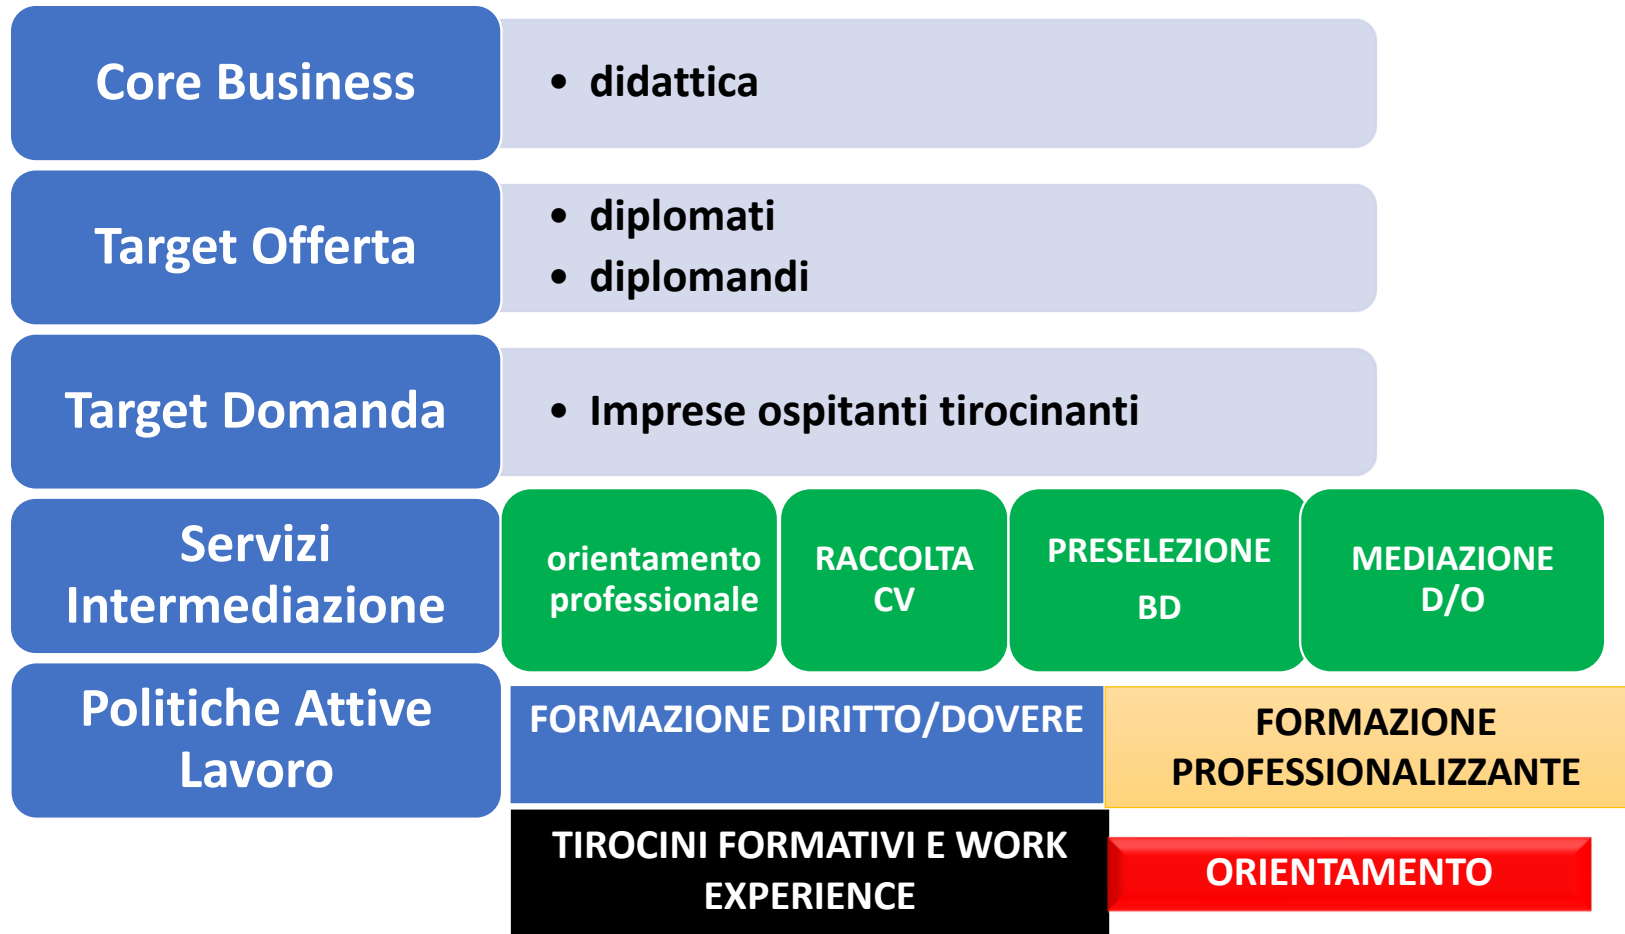 Core Business
• didattica
Target Offerta
• diplomati
• diplomandi
Target Domanda
• Imprese ospitanti tirocinanti
Servizi
Intermediazione
orientamento
professionale
RACCOLTA
CV
PRESELEZIONE
BD
MEDIAZIONE
D/O
Politiche Attive
Lavoro
FORMAZIONE DIRITTO/DOVERE
FORMAZIONE
PROFESSIONALIZZANTE
TIROCINI FORMATIVI E WORK
EXPERIENCE
ORIENTAMENTO